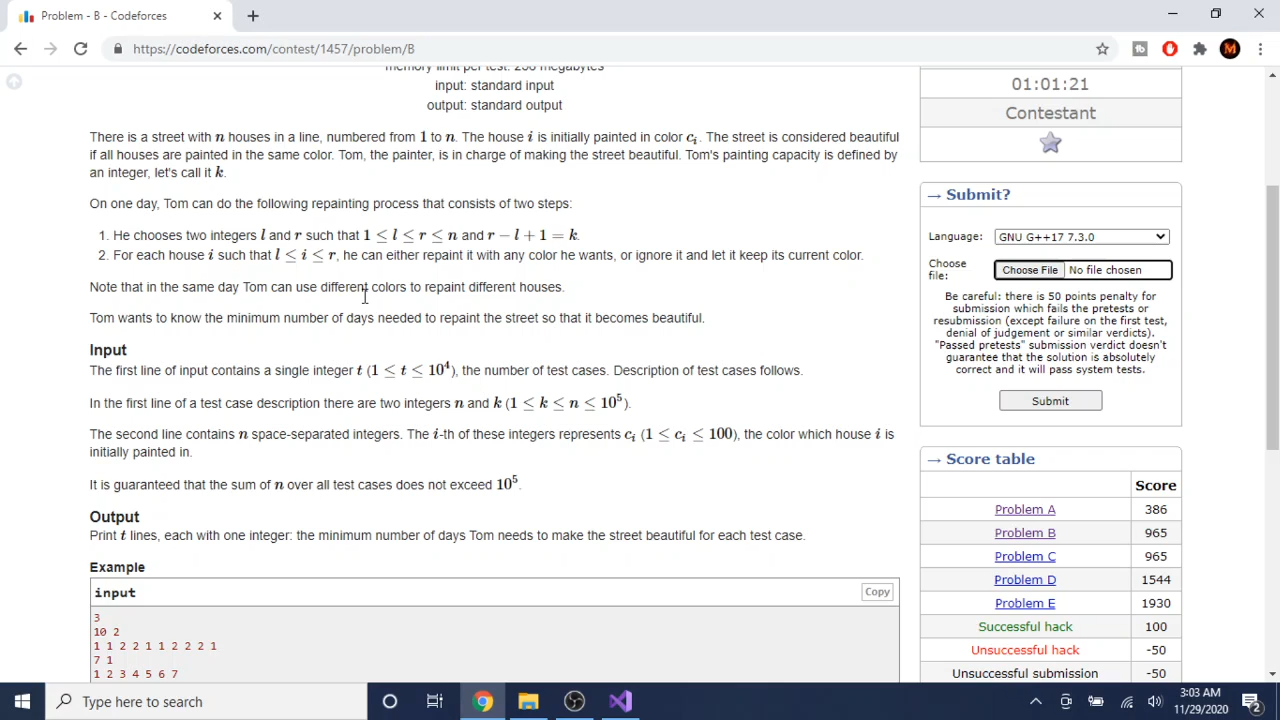 Problem - B - Codeforces
https://codeforces.com/contest/1457/problem/B
M
memory limit per test: 256 megabytes
input: standard input
output: standard output
There is a street with n houses in a line, numbered from 1 to n. The house i is initially painted in color cᵢ. The street is considered beautiful
if all houses are painted in the same color. Tom, the painter, is in charge of making the street beautiful. Tom's painting capacity is defined by
an integer, let's call it k.
On one day, Tom can do the following repainting process that consists of two steps:
1. He chooses two integers l and r such that 1 ≤ l ≤ r ≤ n and r − l + 1 = k.
2. For each house i such that l ≤ i ≤ r, he can either repaint it with any color he wants, or ignore it and let it keep its current color.
Note that in the same day Tom can use different colors to repaint different houses.
Tom wants to know the minimum number of days needed to repaint the street so that it becomes beautiful.
Input
The first line of input contains a single integer t (1 ≤ t ≤ 10⁴), the number of test cases. Description of test cases follows.
In the first line of a test case description there are two integers n and k (1 ≤ k ≤ n ≤ 10⁵).
The second line contains n space-separated integers. The i-th of these integers represents cᵢ (1 ≤ cᵢ ≤ 100), the color which house i is
initially painted in.
It is guaranteed that the sum of n over all test cases does not exceed 10⁵.
Output
Print t lines, each with one integer: the minimum number of days Tom needs to make the street beautiful for each test case.
Example
input
Copy
3
10 2
1 1 2 2 1 1 2 2 2 1
7 1
1 2 3 4 5 6 7
01:01:21
Contestant
→ Submit?
Language: GNU G++17 7.3.0
Choose
file: Choose File No file chosen
Be careful: there is 50 points penalty for
submission which fails the pretests or
resubmission (except failure on the first test,
denial of judgement or similar verdicts).
"Passed pretests" submission verdict doesn't
guarantee that the solution is absolutely
correct and it will pass system tests.
Submit
→ Score table
Score
Problem A 386
Problem B 965
Problem C 965
Problem D 1544
Problem E 1930
Successful hack 100
Unsuccessful hack -50
Unsuccessful submission -50
Type here to search
3:03 AM
11/29/2020
2